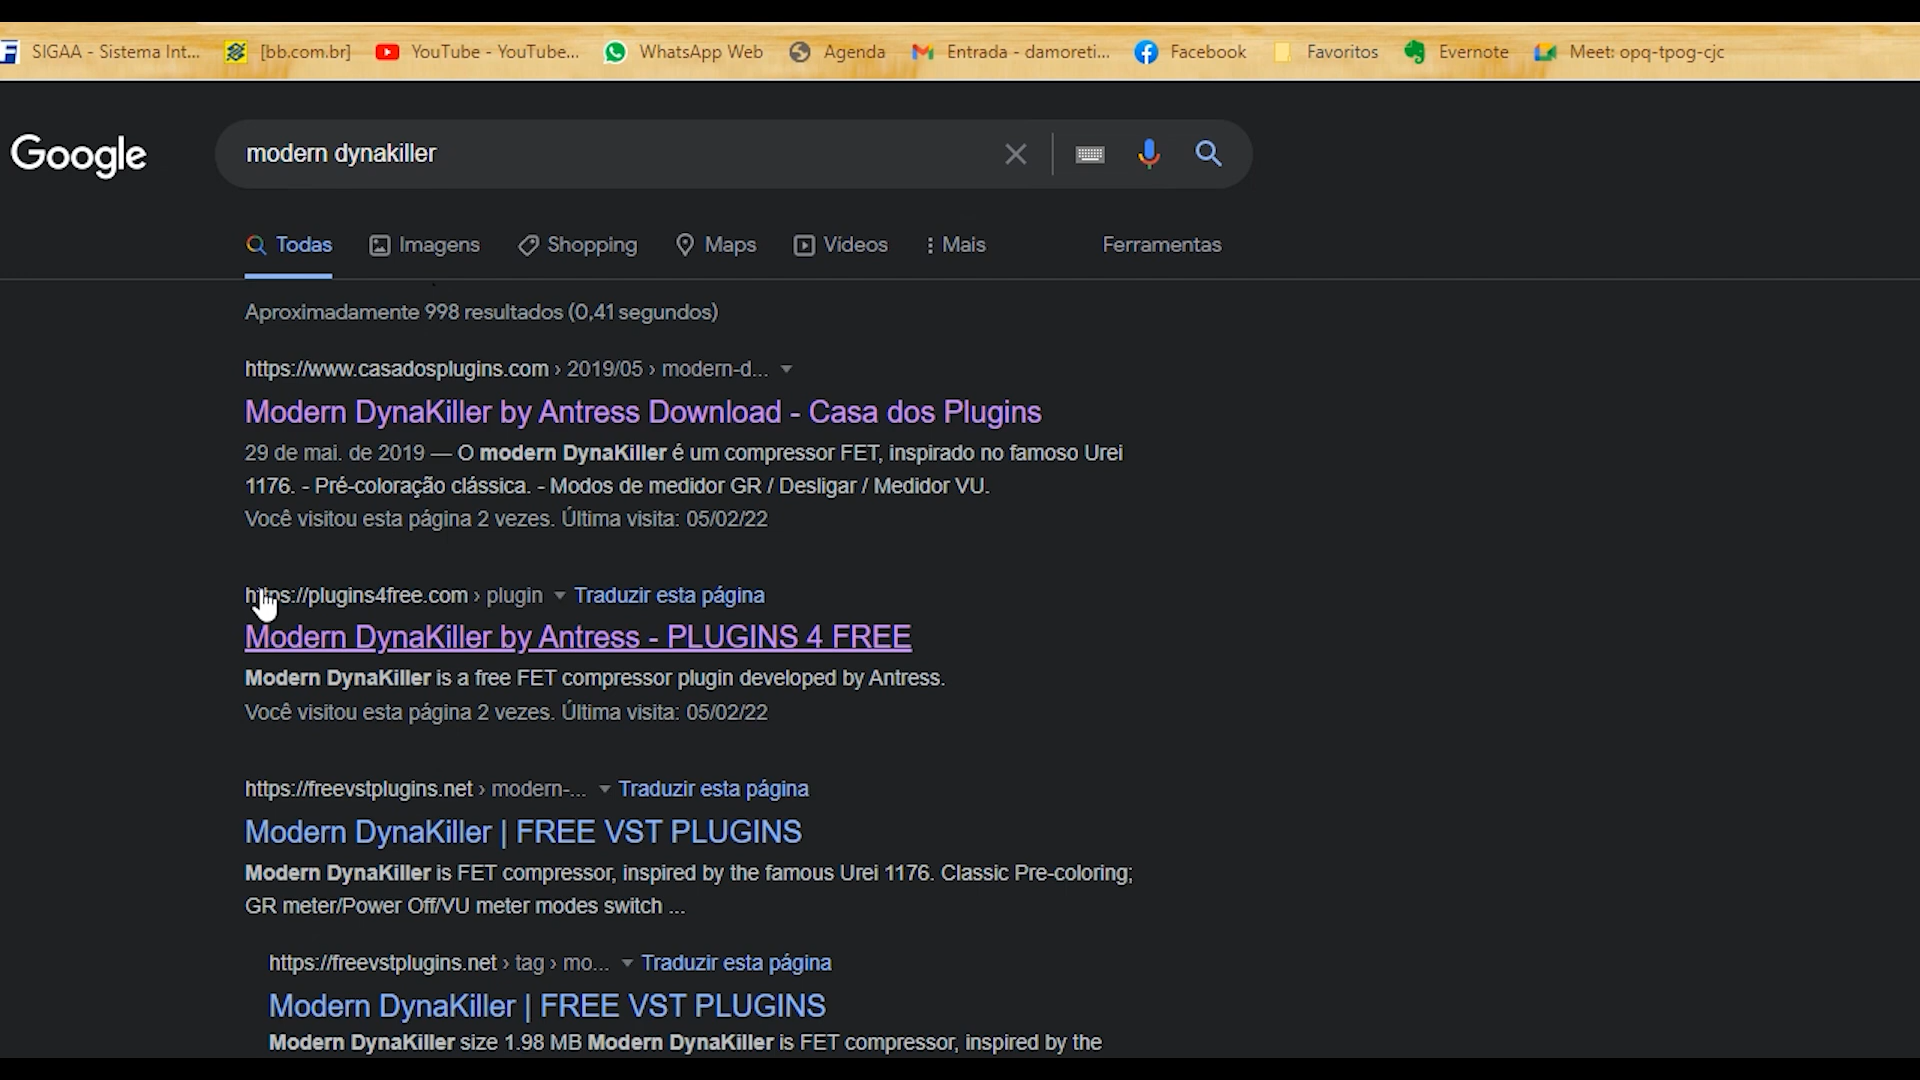 SIGAA - Sistema Int... [bb.com.br] YouTube - YouTube... WhatsApp Web Agenda Entrada - damoreti... Facebook Favoritos Evernote Meet: opq-tpog-cjc
Google modern dynakiller
Todas Imagens Shopping Maps Vídeos Mais Ferramentas
Aproximadamente 998 resultados (0,41 segundos)
https://www.casadosplugins.com › 2019/05 › modern-d...
Modern DynaKiller by Antress Download - Casa dos Plugins
29 de mai. de 2019 — O modern DynaKiller é um compressor FET, inspirado no famoso Urei
1176. - Pré-coloração clássica. - Modos de medidor GR / Desligar / Medidor VU.
Você visitou esta página 2 vezes. Última visita: 05/02/22
https://plugins4free.com › plugin Traduzir esta página
Modern DynaKiller by Antress - PLUGINS 4 FREE
Modern DynaKiller is a free FET compressor plugin developed by Antress.
Você visitou esta página 2 vezes. Última visita: 05/02/22
https://freevstplugins.net › modern-... Traduzir esta página
Modern DynaKiller | FREE VST PLUGINS
Modern DynaKiller is FET compressor, inspired by the famous Urei 1176. Classic Pre-coloring;
GR meter/Power Off/VU meter modes switch ...
https://freevstplugins.net › tag › mo... Traduzir esta página
Modern DynaKiller | FREE VST PLUGINS
Modern DynaKiller size 1.98 MB Modern DynaKiller is FET compressor, inspired by the